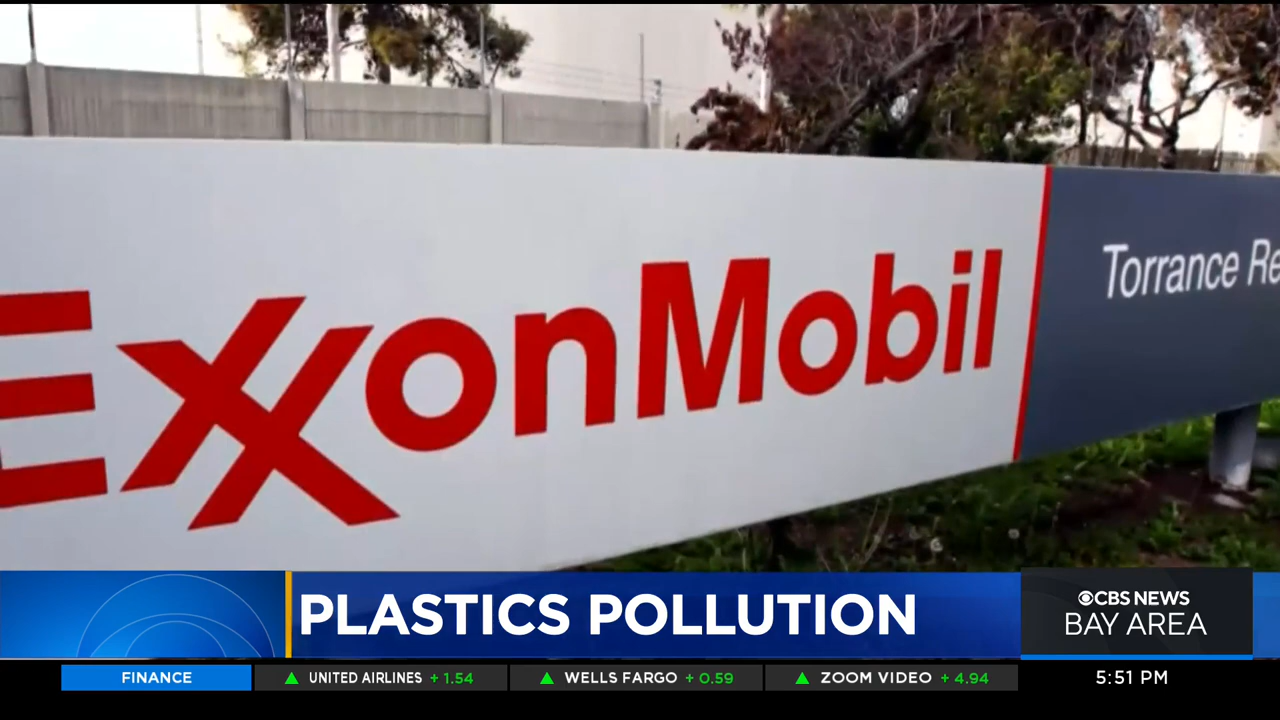 ExxonMobil
Torrance Re
PLASTICS POLLUTION
CBS NEWS
BAY AREA
FINANCE
UNITED AIRLINES + 1.54
WELLS FARGO + 0.59
ZOOM VIDEO + 4.94
5:51 PM